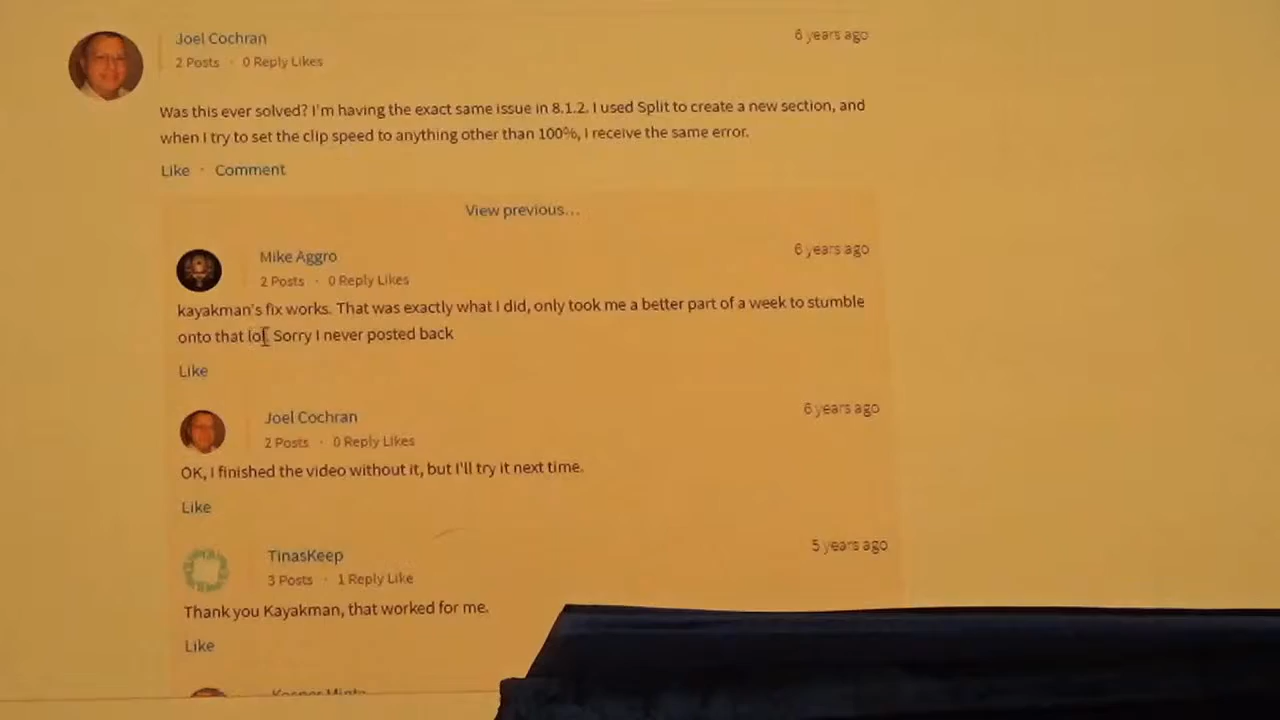 Joel Cochran
6 years ago
2 Posts · 0 Reply Likes
Was this ever solved? I'm having the exact same issue in 8.1.2. I used Split to create a new section, and
when I try to set the clip speed to anything other than 100%, I receive the same error.
Like · Comment
View previous...
Mike Aggro
6 years ago
2 Posts · 0 Reply Likes
kayakman's fix works. That was exactly what I did, only took me a better part of a week to stumble
onto that lol. Sorry I never posted back
Like
Joel Cochran
6 years ago
2 Posts · 0 Reply Likes
OK, I finished the video without it, but I'll try it next time.
Like
TinasKeep
5 years ago
3 Posts · 1 Reply Like
Thank you Kayakman, that worked for me.
Like